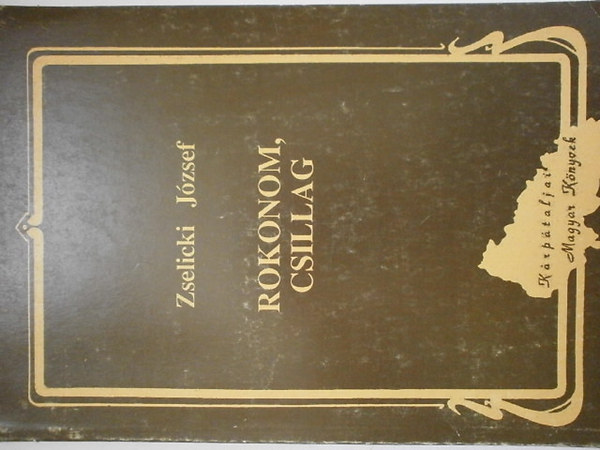 Zselicki József
ROKONOM,
CSILLAG
Kárpátaljai
Magyar Könyvek